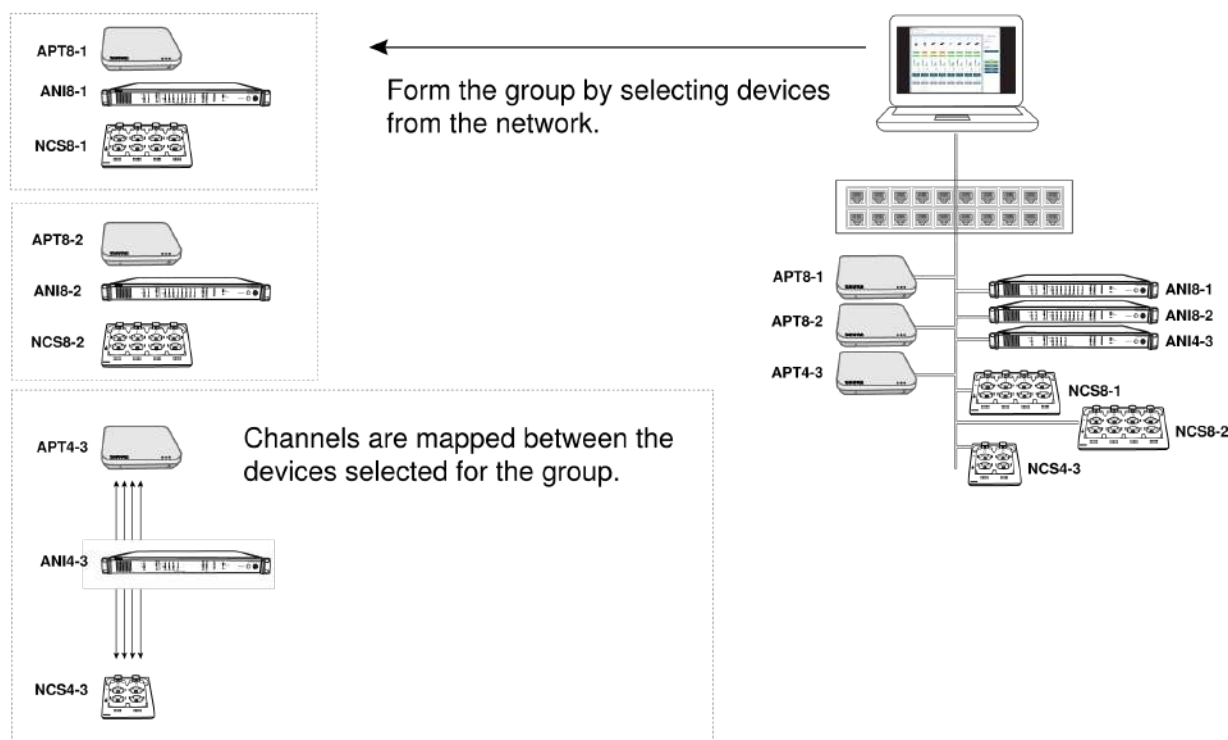 APT8-1
ANI8-1
NCS8-1
Form the group by selecting devices
from the network.
APT8-2
ANI8-2
NCS8-2
APT4-3
Channels are mapped between the
devices selected for the group.
ANI4-3
NCS4-3
APT8-1
APT8-2
APT4-3
ANI8-1
ANI8-2
ANI4-3
NCS8-1
NCS8-2
NCS4-3